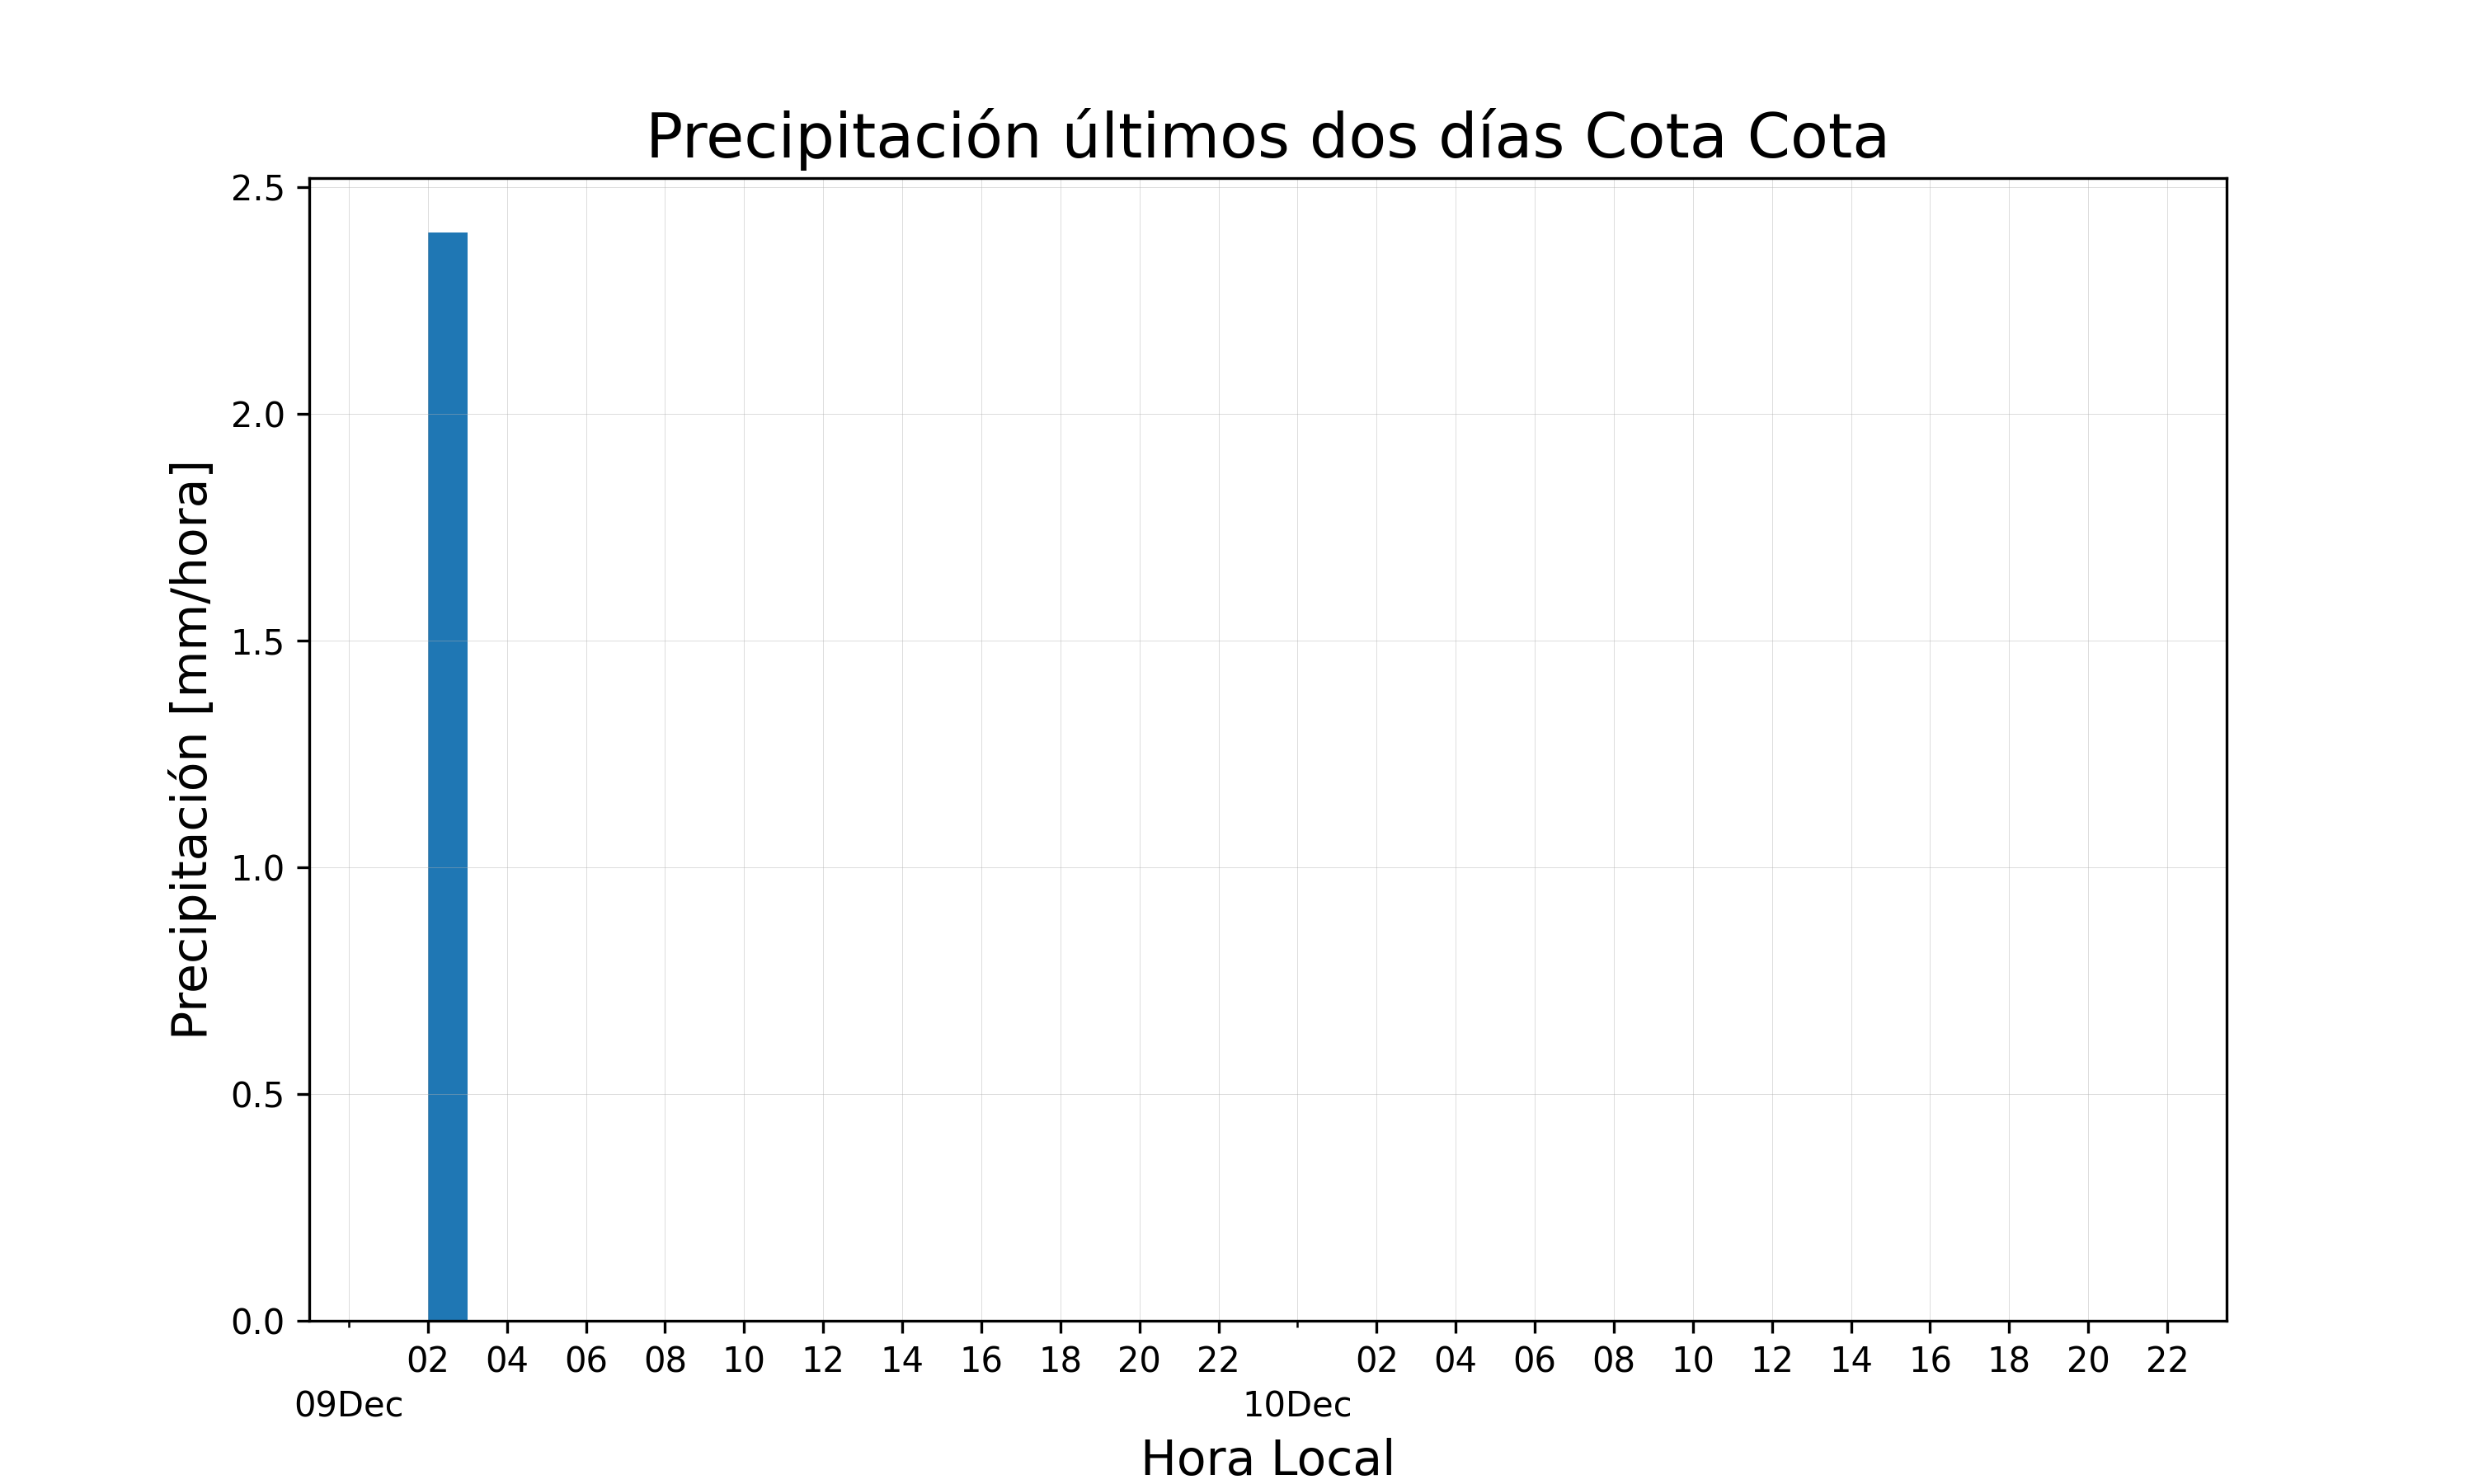 Precipitación últimos dos días Cota Cota
Precipitación [mm/hora]
2.5
2.0
1.5
1.0
0.5
0.0
02 04 06 08 10 12 14 16 18 20 22 02 04 06 08 10 12 14 16 18 20 22
09Dec 10Dec
Hora Local